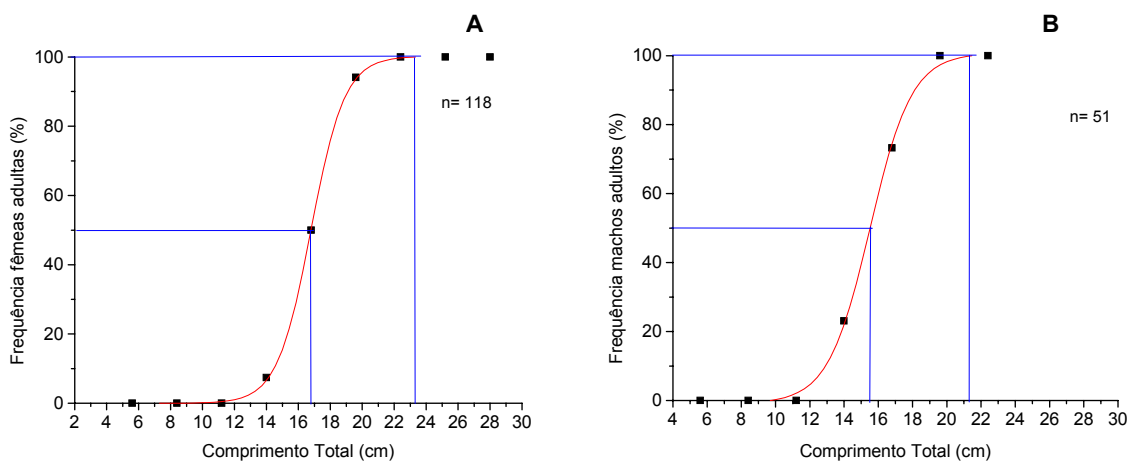 A
Frequência fêmeas adultas (%)
100
80
60
40
20
0
n= 118
2 4 6 8 10 12 14 16 18 20 22 24 26 28 30
Comprimento Total (cm)
B
Frequência machos adultos (%)
100
80
60
40
20
0
n= 51
4 6 8 10 12 14 16 18 20 22 24 26 28 30
Comprimento Total (cm)